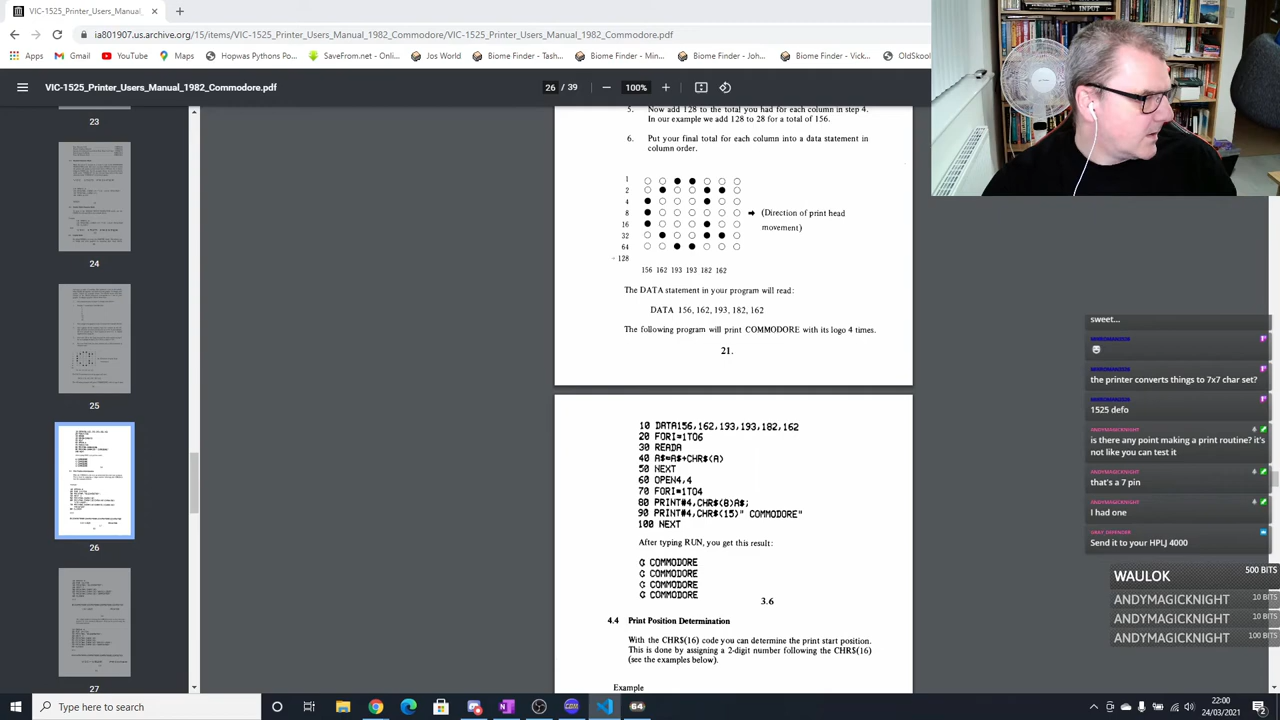 VIC-1525_Printer_Users_Manual_
ia801907.us.archive.org/15/items/VIC-1525_Printer_Users_Manual_1982_Commodore/VIC-1525_Printer_Users_Manual_1982_Commodore.pdf
Apps
Gmail
YouTube
Maps
Biome Finder - Min...
Biome Finder - Joh...
Biome Finder - Vick...
OldSkool
VIC-1525_Printer_Users_Manual_1982_Commodore.pdf
26 / 39
100%
23
24
25
26
27
5. Now add 128 to the total you had for each column in step 4.
In our example we add 128 to 28 for a total of 156.
6. Put your final total for each column into a data statement in
column order.
1
2
4
8
16
32
64
128
(Direction of print head
movement)
156 162 193 193 182 162
The DATA statement in your program will read:
DATA 156, 162, 193, 193, 182, 162
The following program will print COMMODORE with its logo 4 times.
21.
10 DATA156,162,193,193,182,162
20 FORI=1TO6
30 READA
40 A$=A$+CHR$(A)
50 NEXT
60 OPEN4,4
70 FORI=1TO4
80 PRINT#4,CHR$(8)A$;
90 PRINT#4,CHR$(15)" COMMODORE"
100 NEXT
After typing RUN, you get this result:
COMMODORE
COMMODORE
COMMODORE
COMMODORE
3.6
4.4 Print Position Determination
With the CHR$(16) code you can determine the print start position.
This is done by assigning a 2-digit number following the CHR$(16)
(see the examples below).
Example
INPUT
sweet...
the printer converts things to 7x7 char set?
1525 defo
ANDYMAGICKNIGHT
is there any point making a print routine? it's
not like you can test it
ANDYMAGICKNIGHT
that's a 7 pin
ANDYMAGICKNIGHT
I had one
GRAY_DEFENDER
Send it to your HPLJ 4000
WAULOK 500 BITS
ANDYMAGICKNIGHT 10 BITS
ANDYMAGICKNIGHT
ANDYMAGICKNIGHT 100 BITS
Type here to search
22:00
24/03/2021